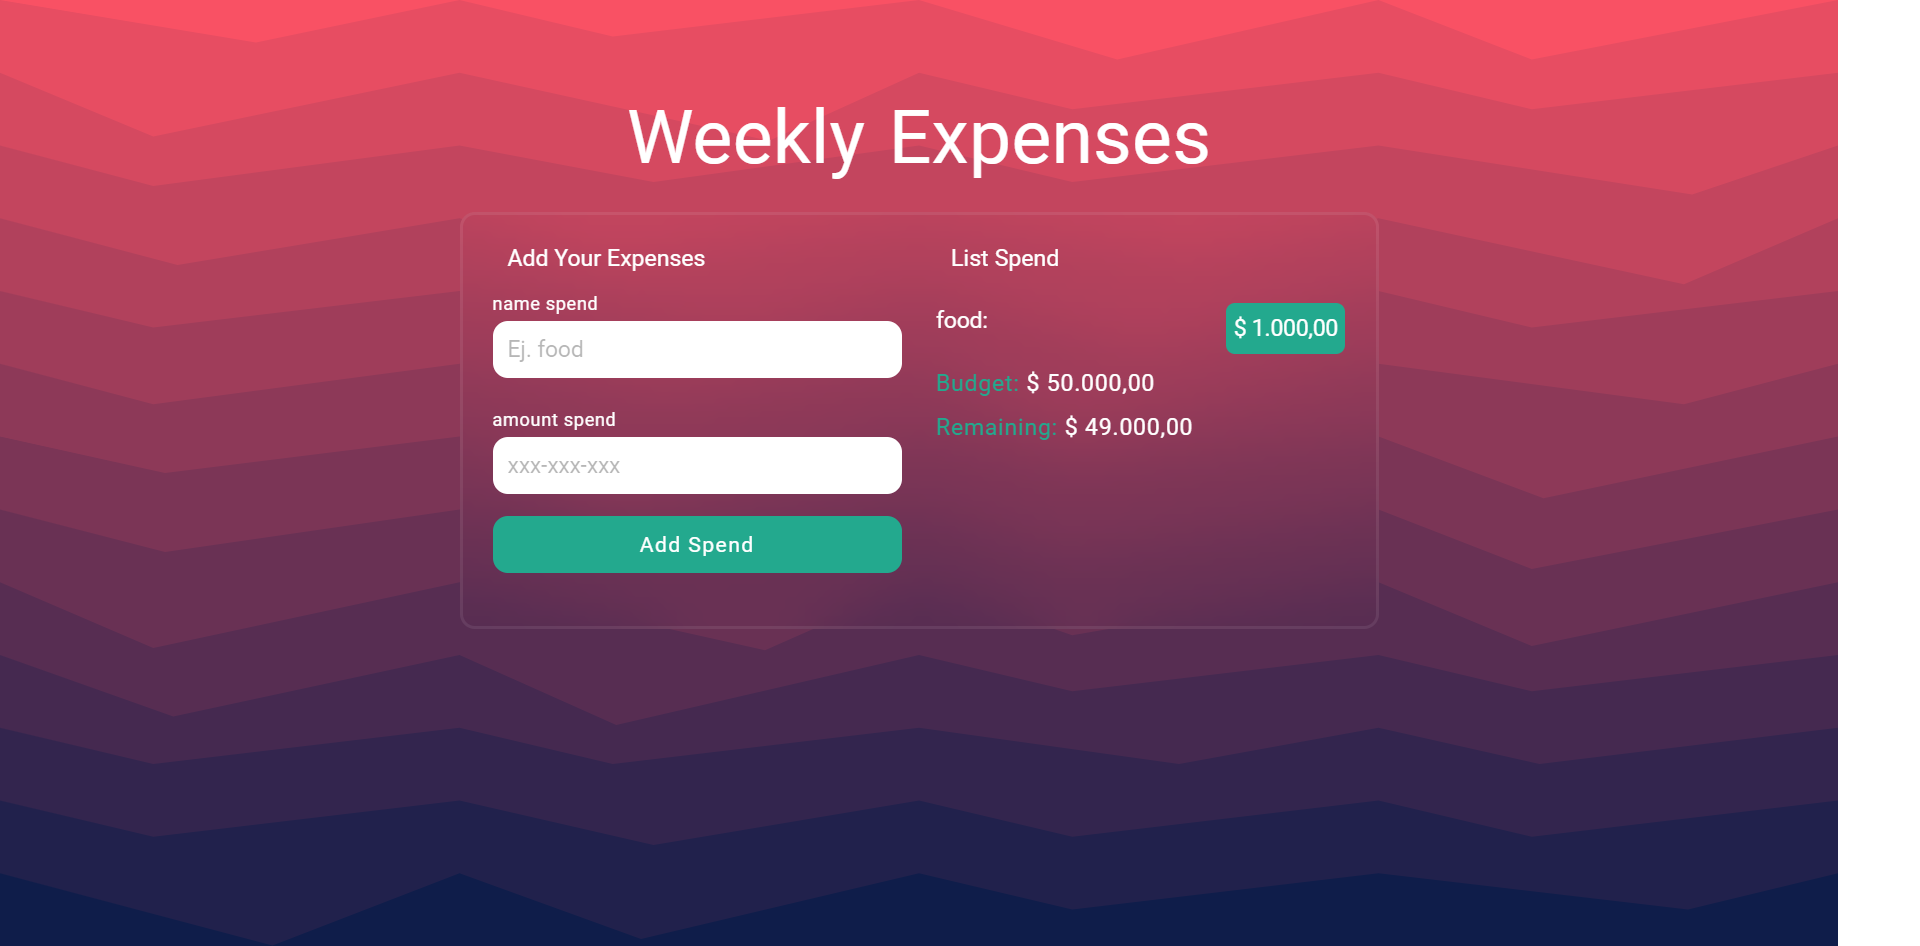 Weekly Expenses
Add Your Expenses
name spend
Ej. food
amount spend
xxx-xxx-xxx
Add Spend
List Spend
food: $ 1.000,00
Budget: $ 50.000,00
Remaining: $ 49.000,00